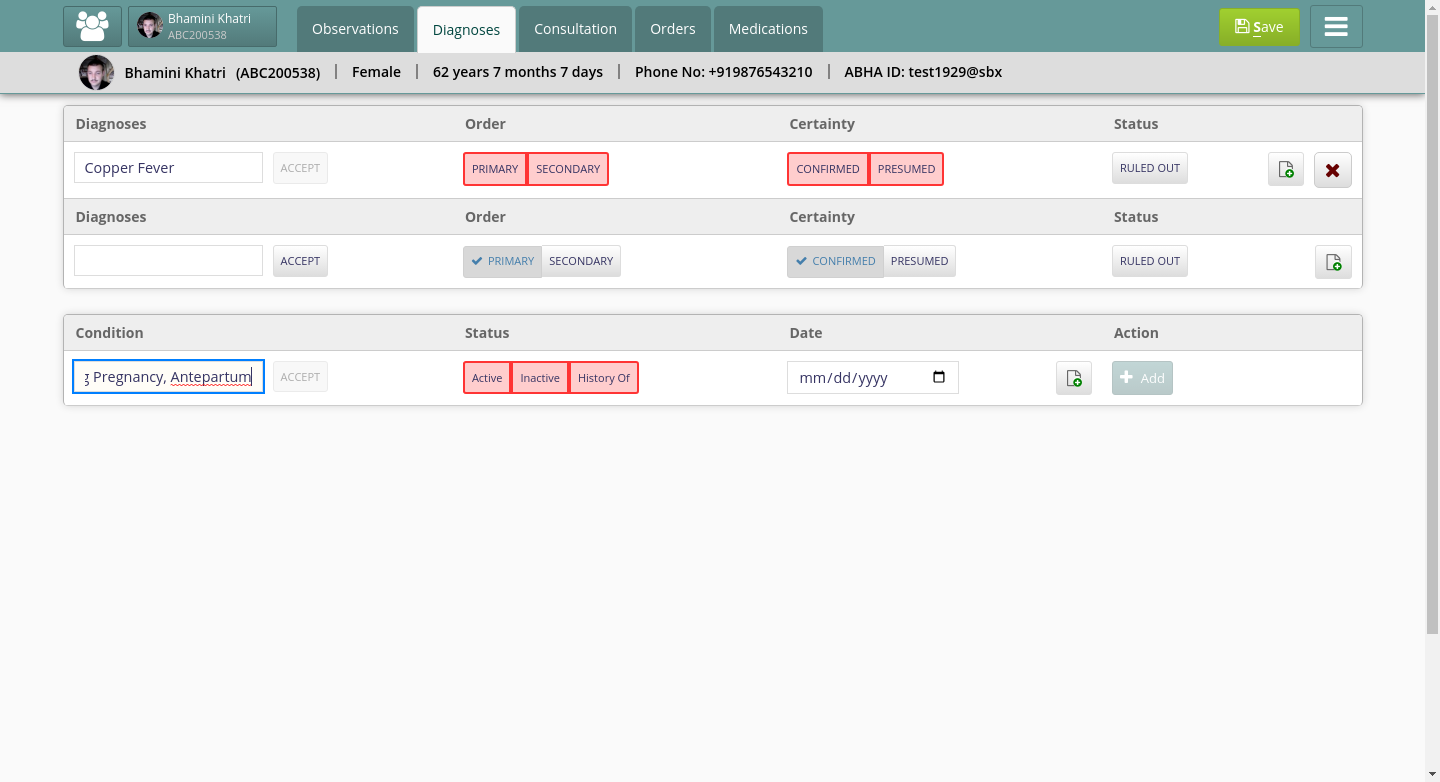 Bhamini Khatri
ABC200538
Observations
Diagnoses
Consultation
Orders
Medications
Save
Bhamini Khatri (ABC200538) | Female | 62 years 7 months 7 days | Phone No: +919876543210 | ABHA ID: test1929@sbx
Diagnoses Order Certainty Status
Copper Fever ACCEPT PRIMARY SECONDARY CONFIRMED PRESUMED RULED OUT
Diagnoses Order Certainty Status
ACCEPT PRIMARY SECONDARY CONFIRMED PRESUMED RULED OUT
Condition Status Date Action
g Pregnancy, Antepartum ACCEPT Active Inactive History Of mm/dd/yyyy Add